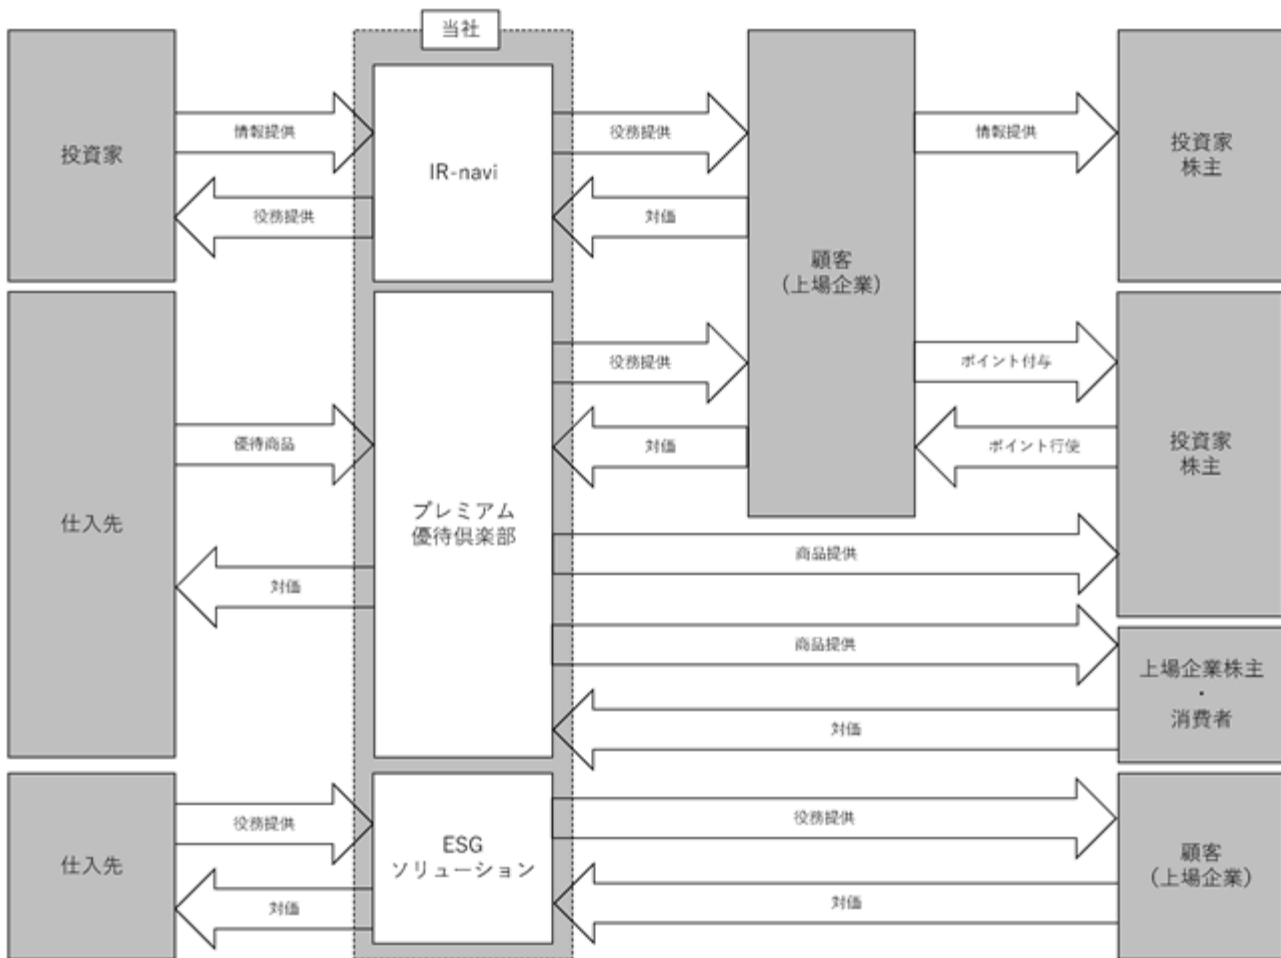 当社
投資家
情報提供
役務提供
IR-navi
役務提供
対価
顧客
(上場企業)
情報提供
投資家
株主
仕入先
優待商品
対価
プレミアム
優待倶楽部
役務提供
対価
ポイント付与
ポイント行使
投資家
株主
商品提供
商品提供
対価
上場企業株主
・
消費者
仕入先
役務提供
対価
ESG
ソリューション
役務提供
対価
顧客
(上場企業)